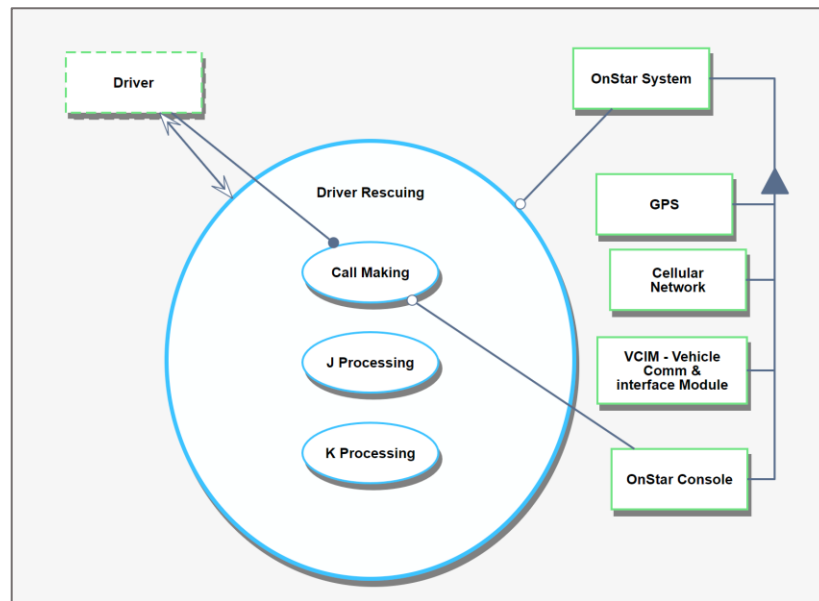 Driver
OnStar System
Driver Rescuing
GPS
Call Making
Cellular
Network
J Processing
VCIM - Vehicle
Comm &
interface Module
K Processing
OnStar Console